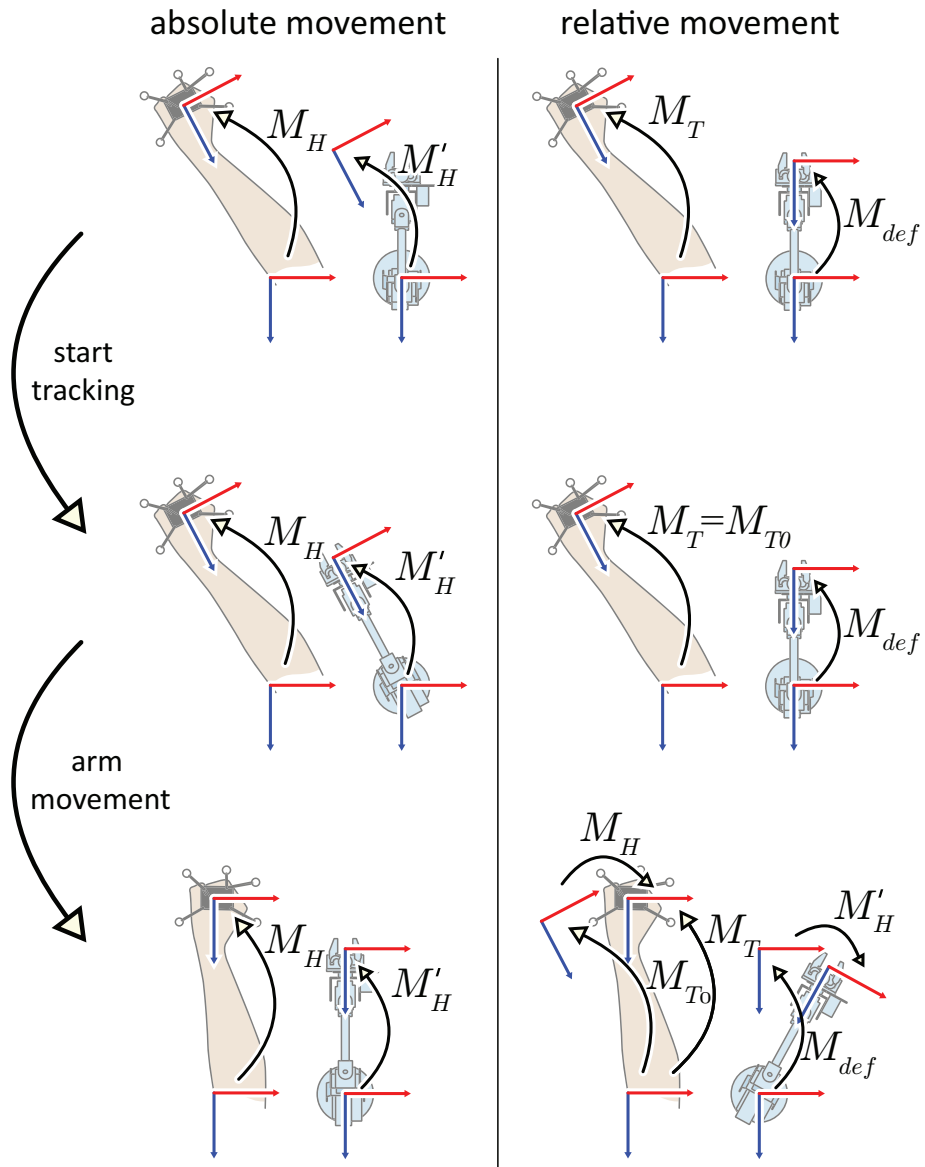 absolute movement
relative movement
M_H
M'_H
M_T
M_def
start
tracking
M_H
M'_H
M_T=M_T0
M_def
arm
movement
M_H
M'_H
M_H
M_T
M'_H
M_To
M_def